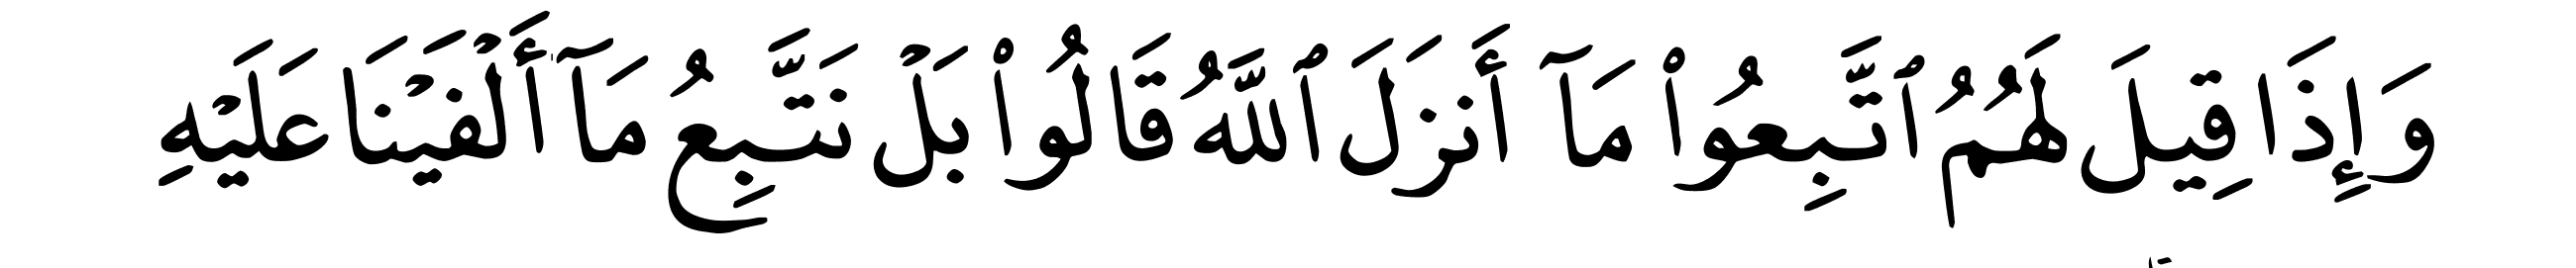 وَإِذَا قِيلَ لَهُمُ ٱتَّبِعُوا۟ مَآ أَنزَلَ ٱللَّهُ قَالُوا۟ بَلْ نَتَّبِعُ مَآ أَلْفَيْنَا عَلَيْهِ